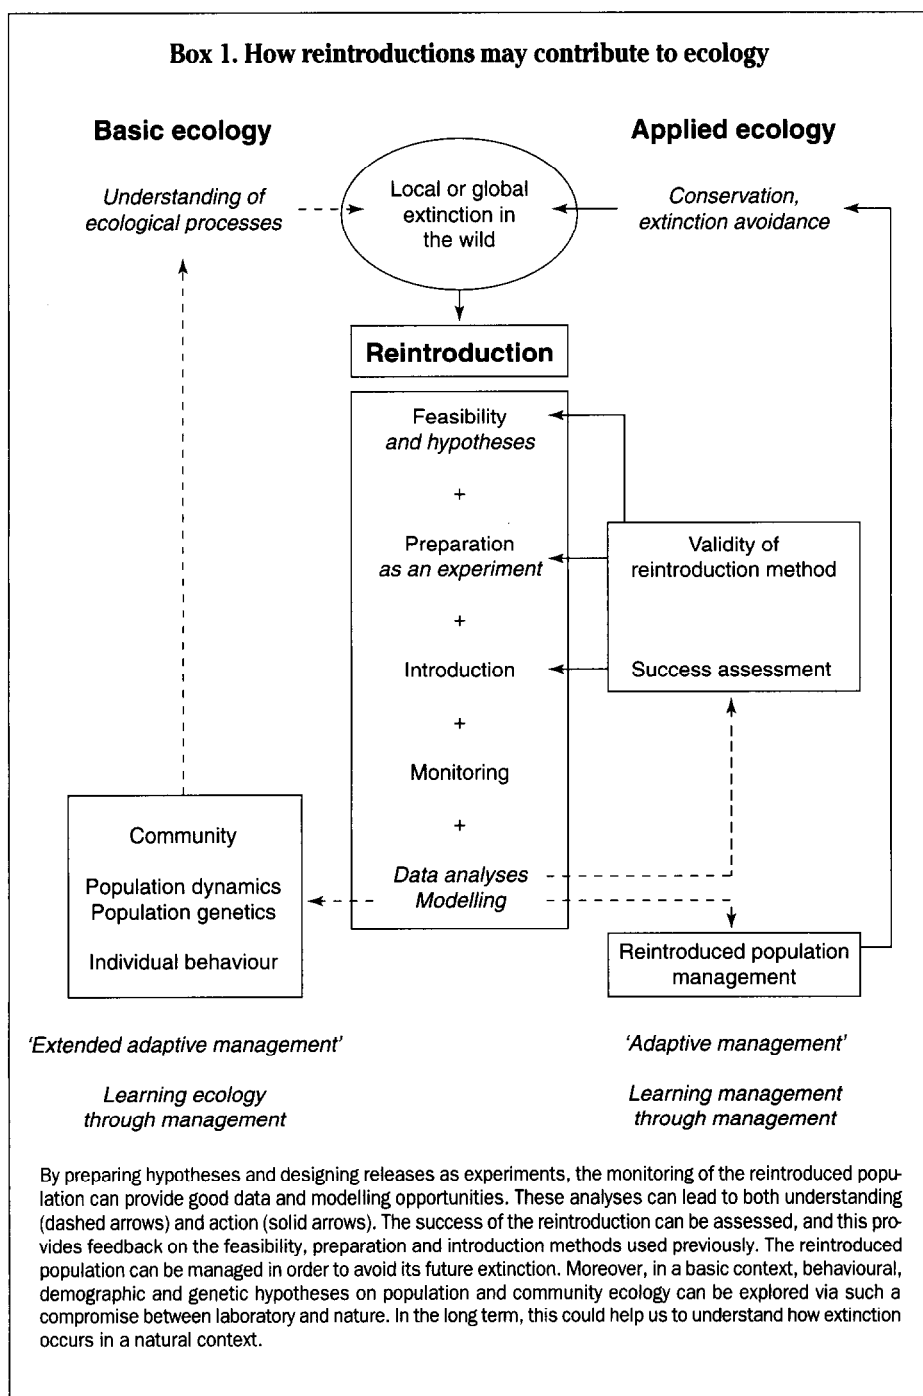 Box 1. How reintroductions may contribute to ecology
Basic ecology
Applied ecology
Understanding of
ecological processes
Local or global
extinction in
the wild
Conservation,
extinction avoidance
Reintroduction
Feasibility
and hypotheses
+
Preparation
as an experiment
+
Introduction
+
Monitoring
+
Data analyses
Modelling
Validity of
reintroduction method
Success assessment
Community
Population dynamics
Population genetics
Individual behaviour
Reintroduced population
management
'Extended adaptive management'
Learning ecology
through management
'Adaptive management'
Learning management
through management
By preparing hypotheses and designing releases as experiments, the monitoring of the reintroduced popu-
lation can provide good data and modelling opportunities. These analyses can lead to both understanding
(dashed arrows) and action (solid arrows). The success of the reintroduction can be assessed, and this pro-
vides feedback on the feasibility, preparation and introduction methods used previously. The reintroduced
population can be managed in order to avoid its future extinction. Moreover, in a basic context, behavioural,
demographic and genetic hypotheses on population and community ecology can be explored via such a
compromise between laboratory and nature. In the long term, this could help us to understand how extinction
occurs in a natural context.